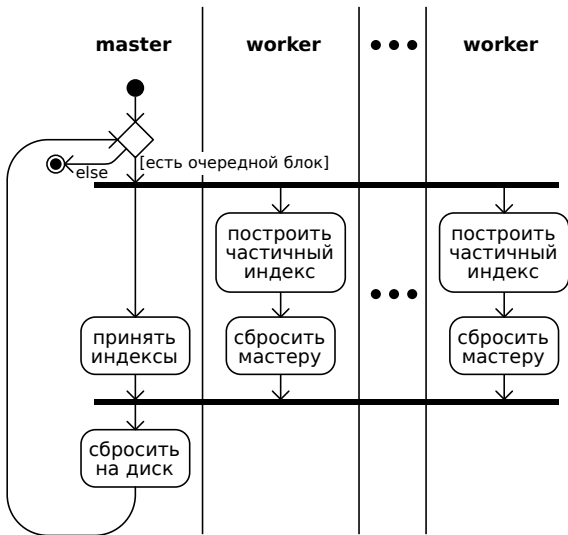 master worker worker
[есть очередной блок]
else
построить
частичный
индекс
построить
частичный
индекс
принять
индексы
сбросить
мастеру
сбросить
мастеру
сбросить
на диск